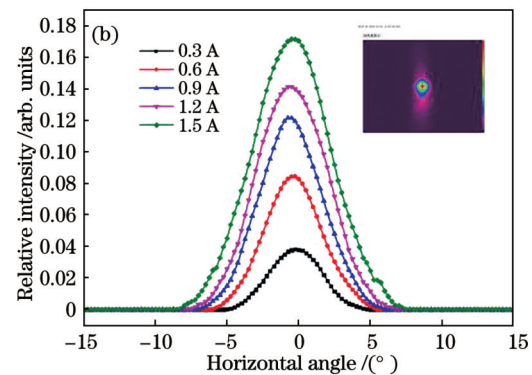 (b)
0.3 A
0.6 A
0.9 A
1.2 A
1.5 A
Relative intensity /arb. units
0.18
0.16
0.14
0.12
0.10
0.08
0.06
0.04
0.02
0
−15
−10
−5
0
5
10
15
Horizontal angle /(°)